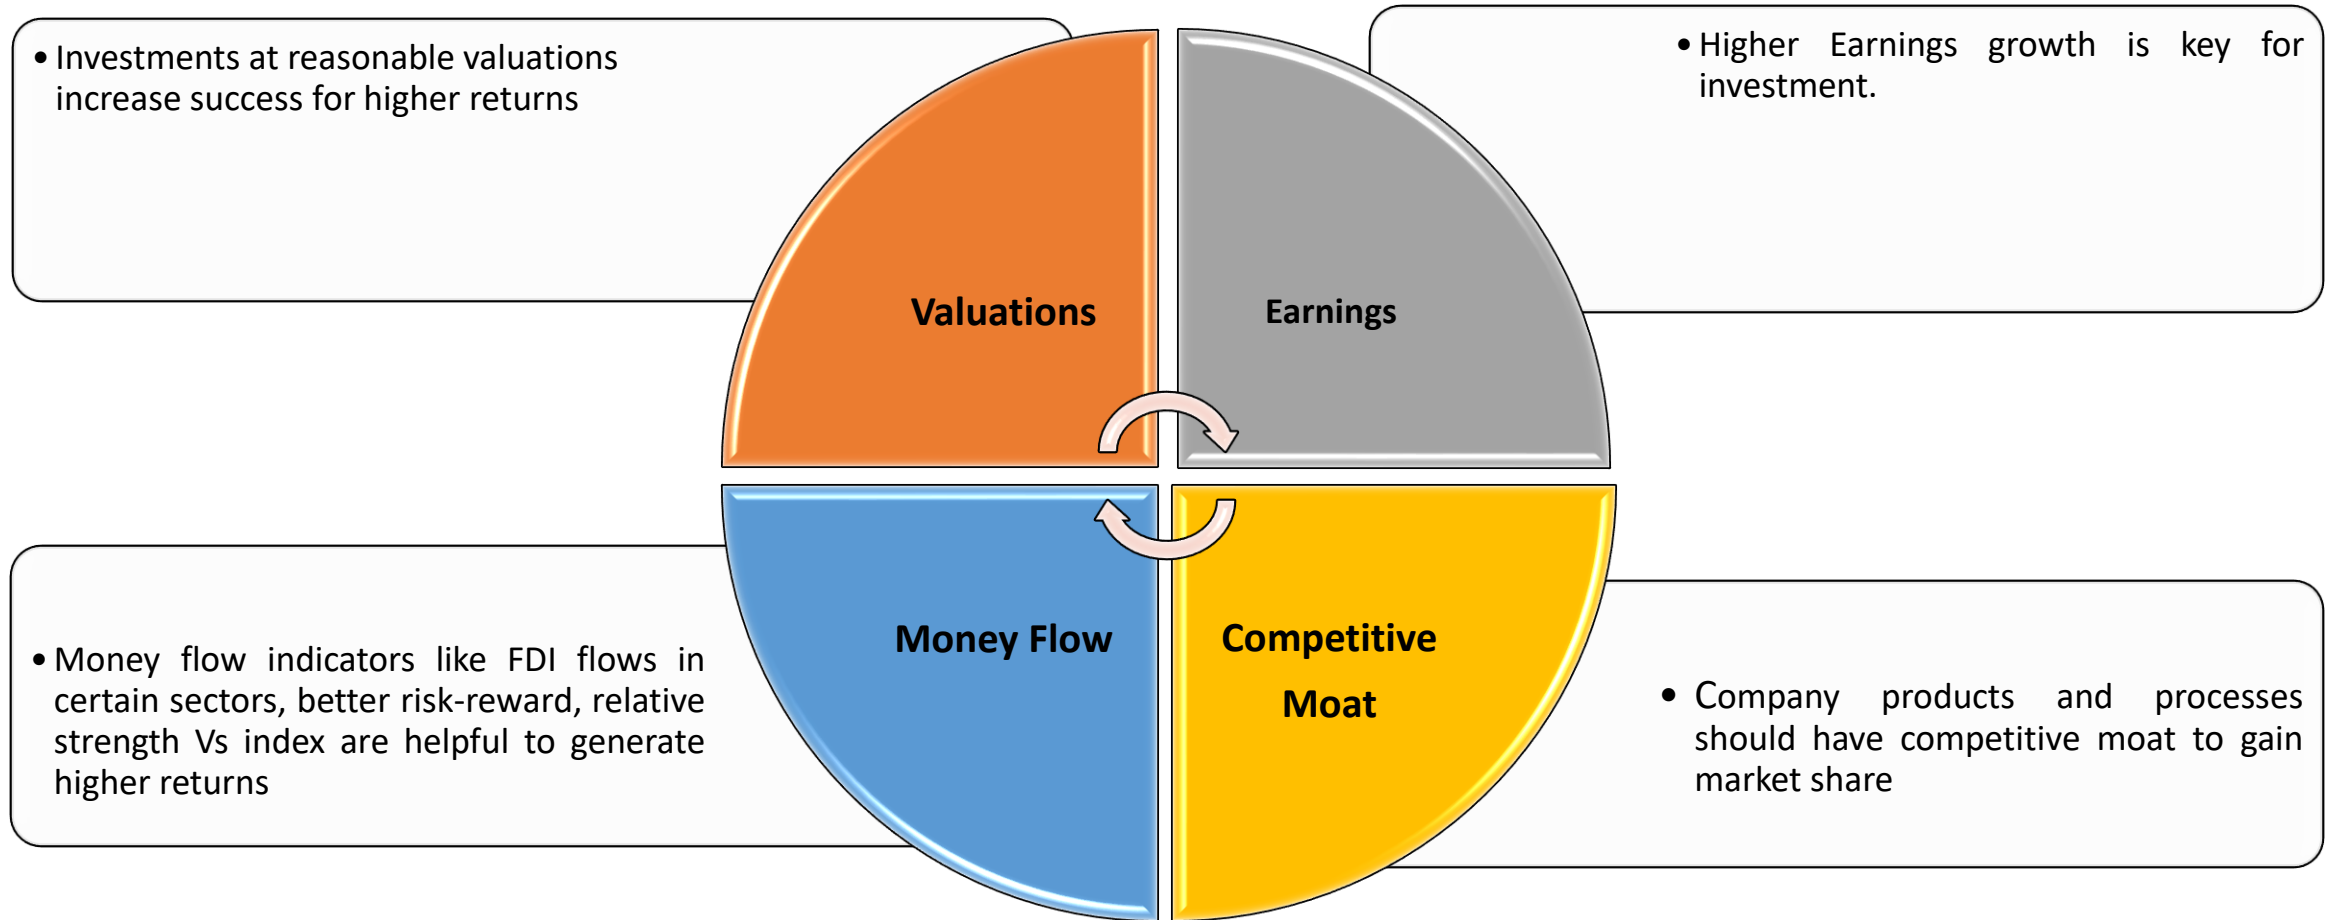 • Investments at reasonable valuations
increase success for higher returns
• Higher Earnings growth is key for
investment.
Valuations
Earnings
Money Flow
Competitive
Moat
• Money flow indicators like FDI flows in
certain sectors, better risk-reward, relative
strength Vs index are helpful to generate
higher returns
• Company products and processes
should have competitive moat to gain
market share